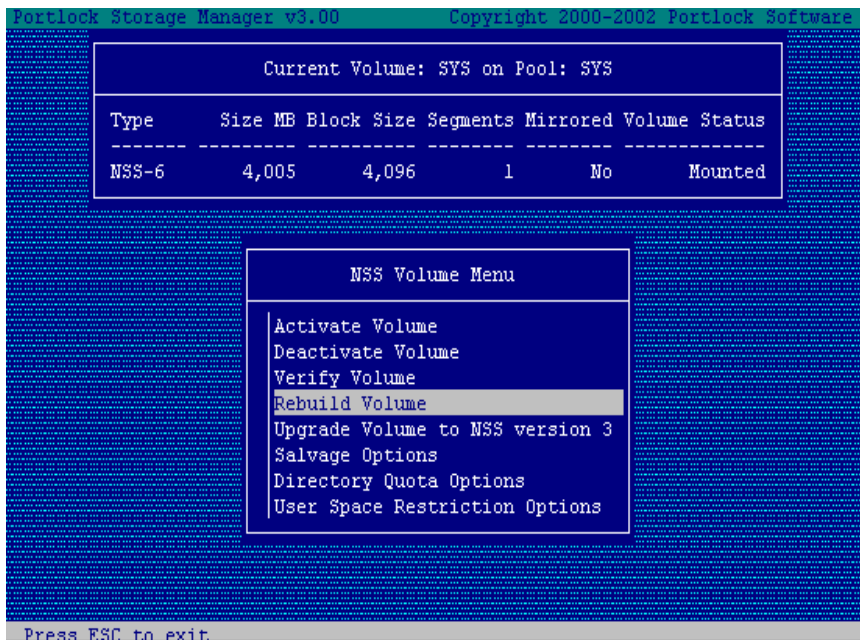 Portlock Storage Manager v3.00 Copyright 2000-2002 Portlock Software
Current Volume: SYS on Pool: SYS
Type Size MB Block Size Segments Mirrored Volume Status
------- --------- ---------- -------- -------- -------------
NSS-6 4,005 4,096 1 No Mounted
NSS Volume Menu
Activate Volume
Deactivate Volume
Verify Volume
Rebuild Volume
Upgrade Volume to NSS version 3
Salvage Options
Directory Quota Options
User Space Restriction Options
Press ESC to exit